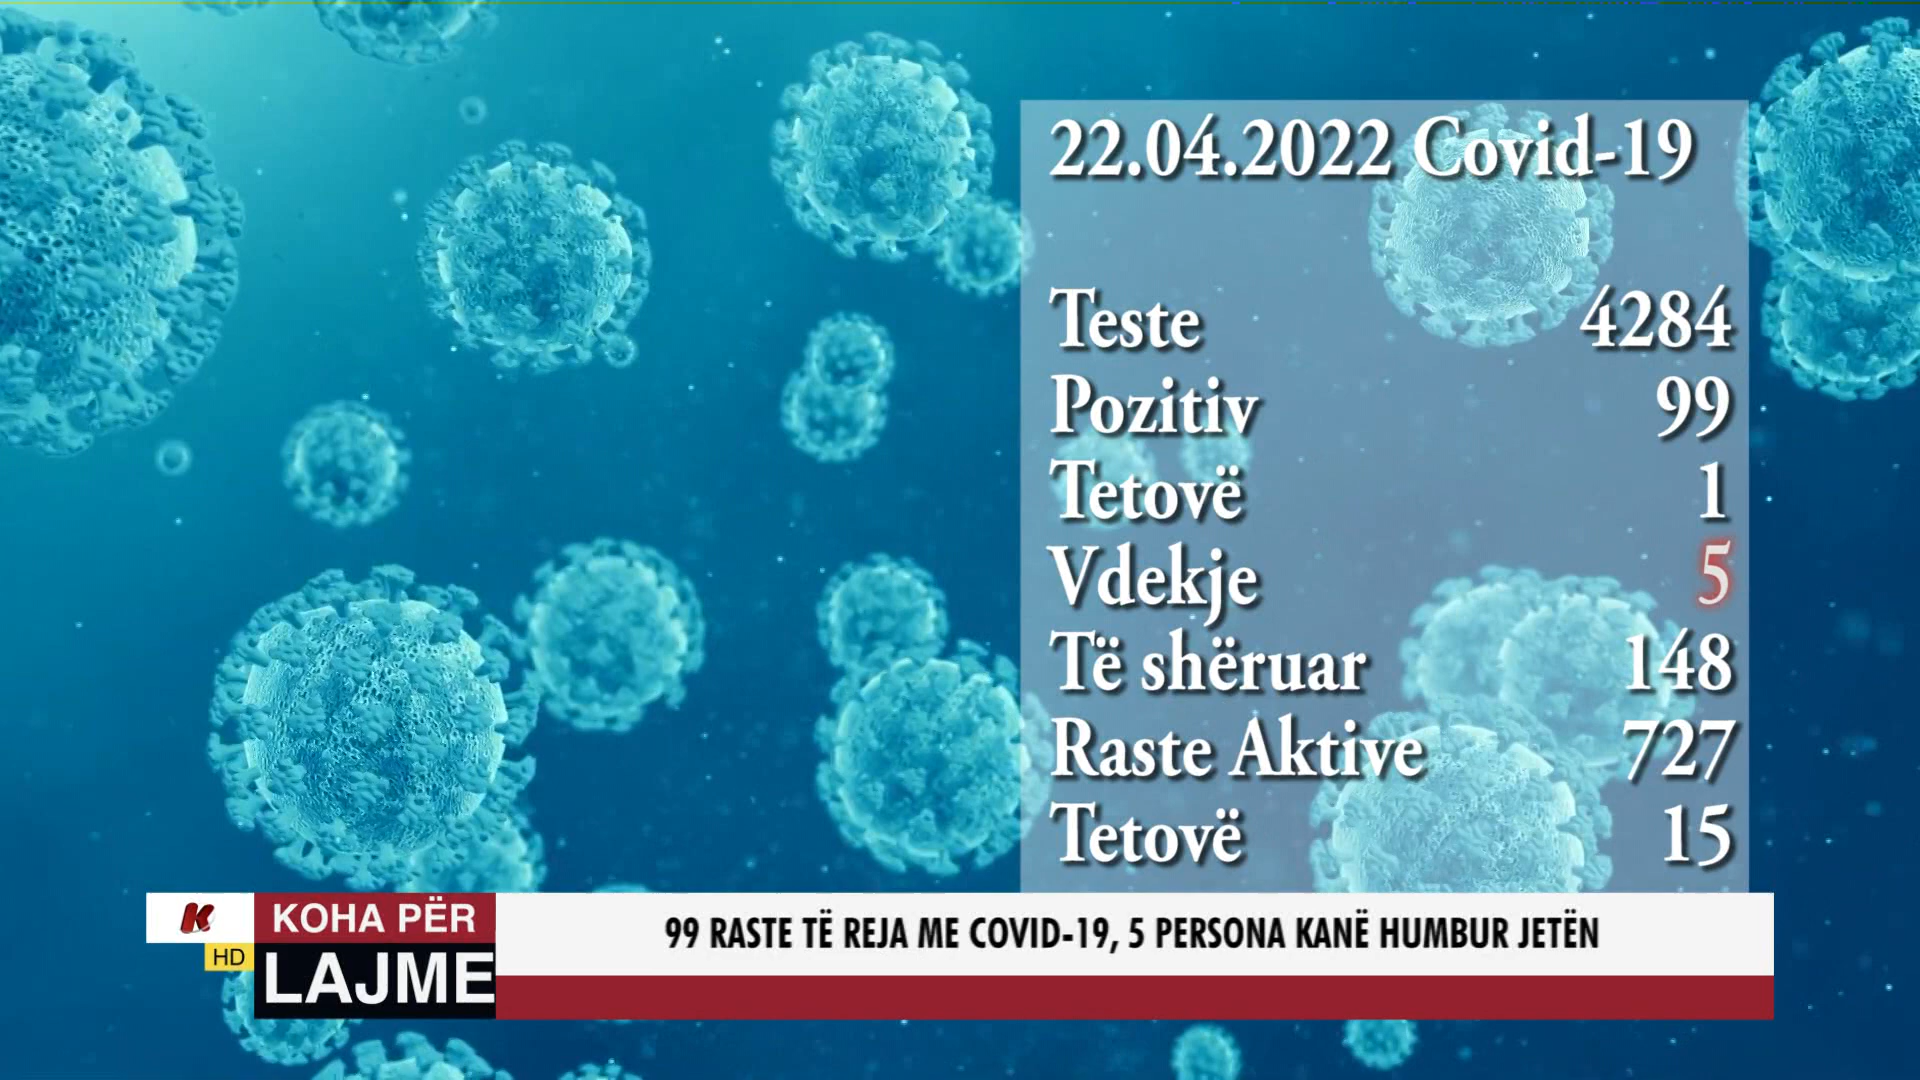 22.04.2022 Covid-19
Teste 4284
Pozitiv 99
Tetovë 1
Vdekje 5
Të shëruar 148
Raste Aktive 727
Tetovë 15
K
HD
KOHA PËR
LAJME
99 RASTE TË REJA ME COVID-19, 5 PERSONA KANË HUMBUR JETËN